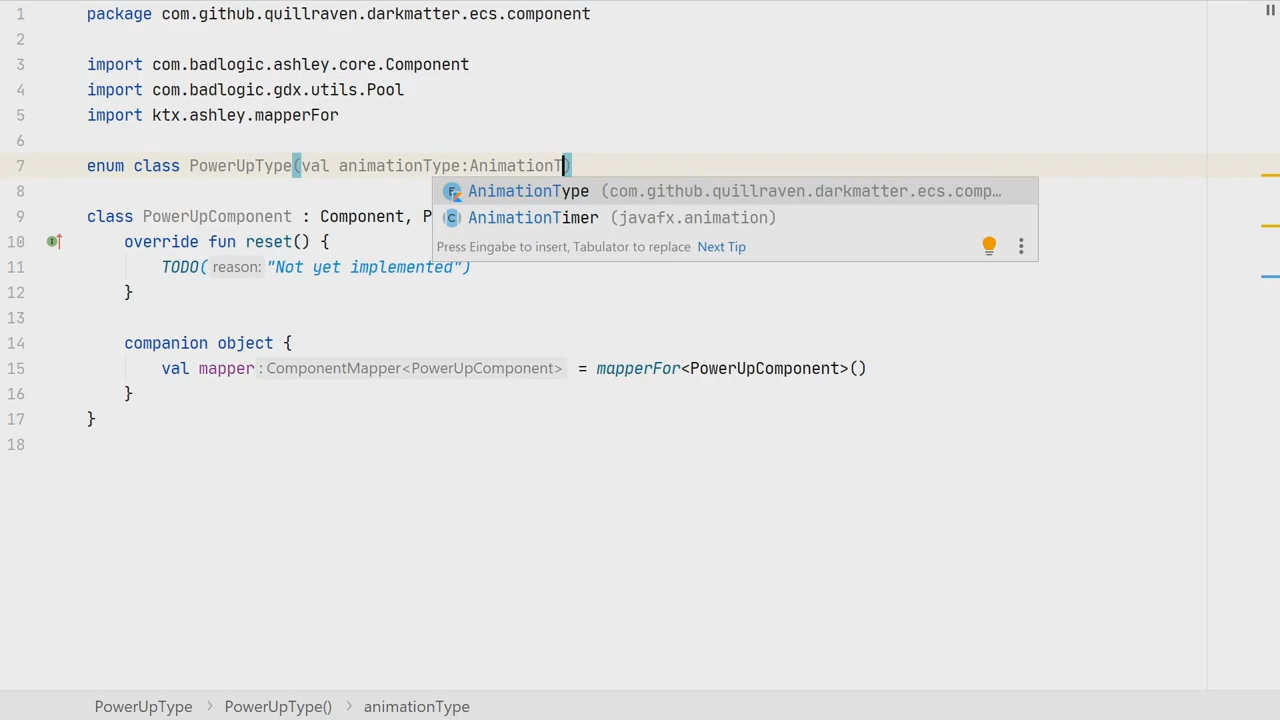 1 package com.github.quillraven.darkmatter.ecs.component
2
3 import com.badlogic.ashley.core.Component
4 import com.badlogic.gdx.utils.Pool
5 import ktx.ashley.mapperFor
6
7 enum class PowerUpType(val animationType:AnimationT)
8
AnimationType (com.github.quillraven.darkmatter.ecs.comp…
9 class PowerUpComponent : Component, P
AnimationTimer (javafx.animation)
10 override fun reset() {
Press Eingabe to insert, Tabulator to replace Next Tip
11 TODO( reason: "Not yet implemented")
12 }
13
14 companion object {
15 val mapper : ComponentMapper<PowerUpComponent> = mapperFor<PowerUpComponent>()
16 }
17 }
18
PowerUpType > PowerUpType() > animationType